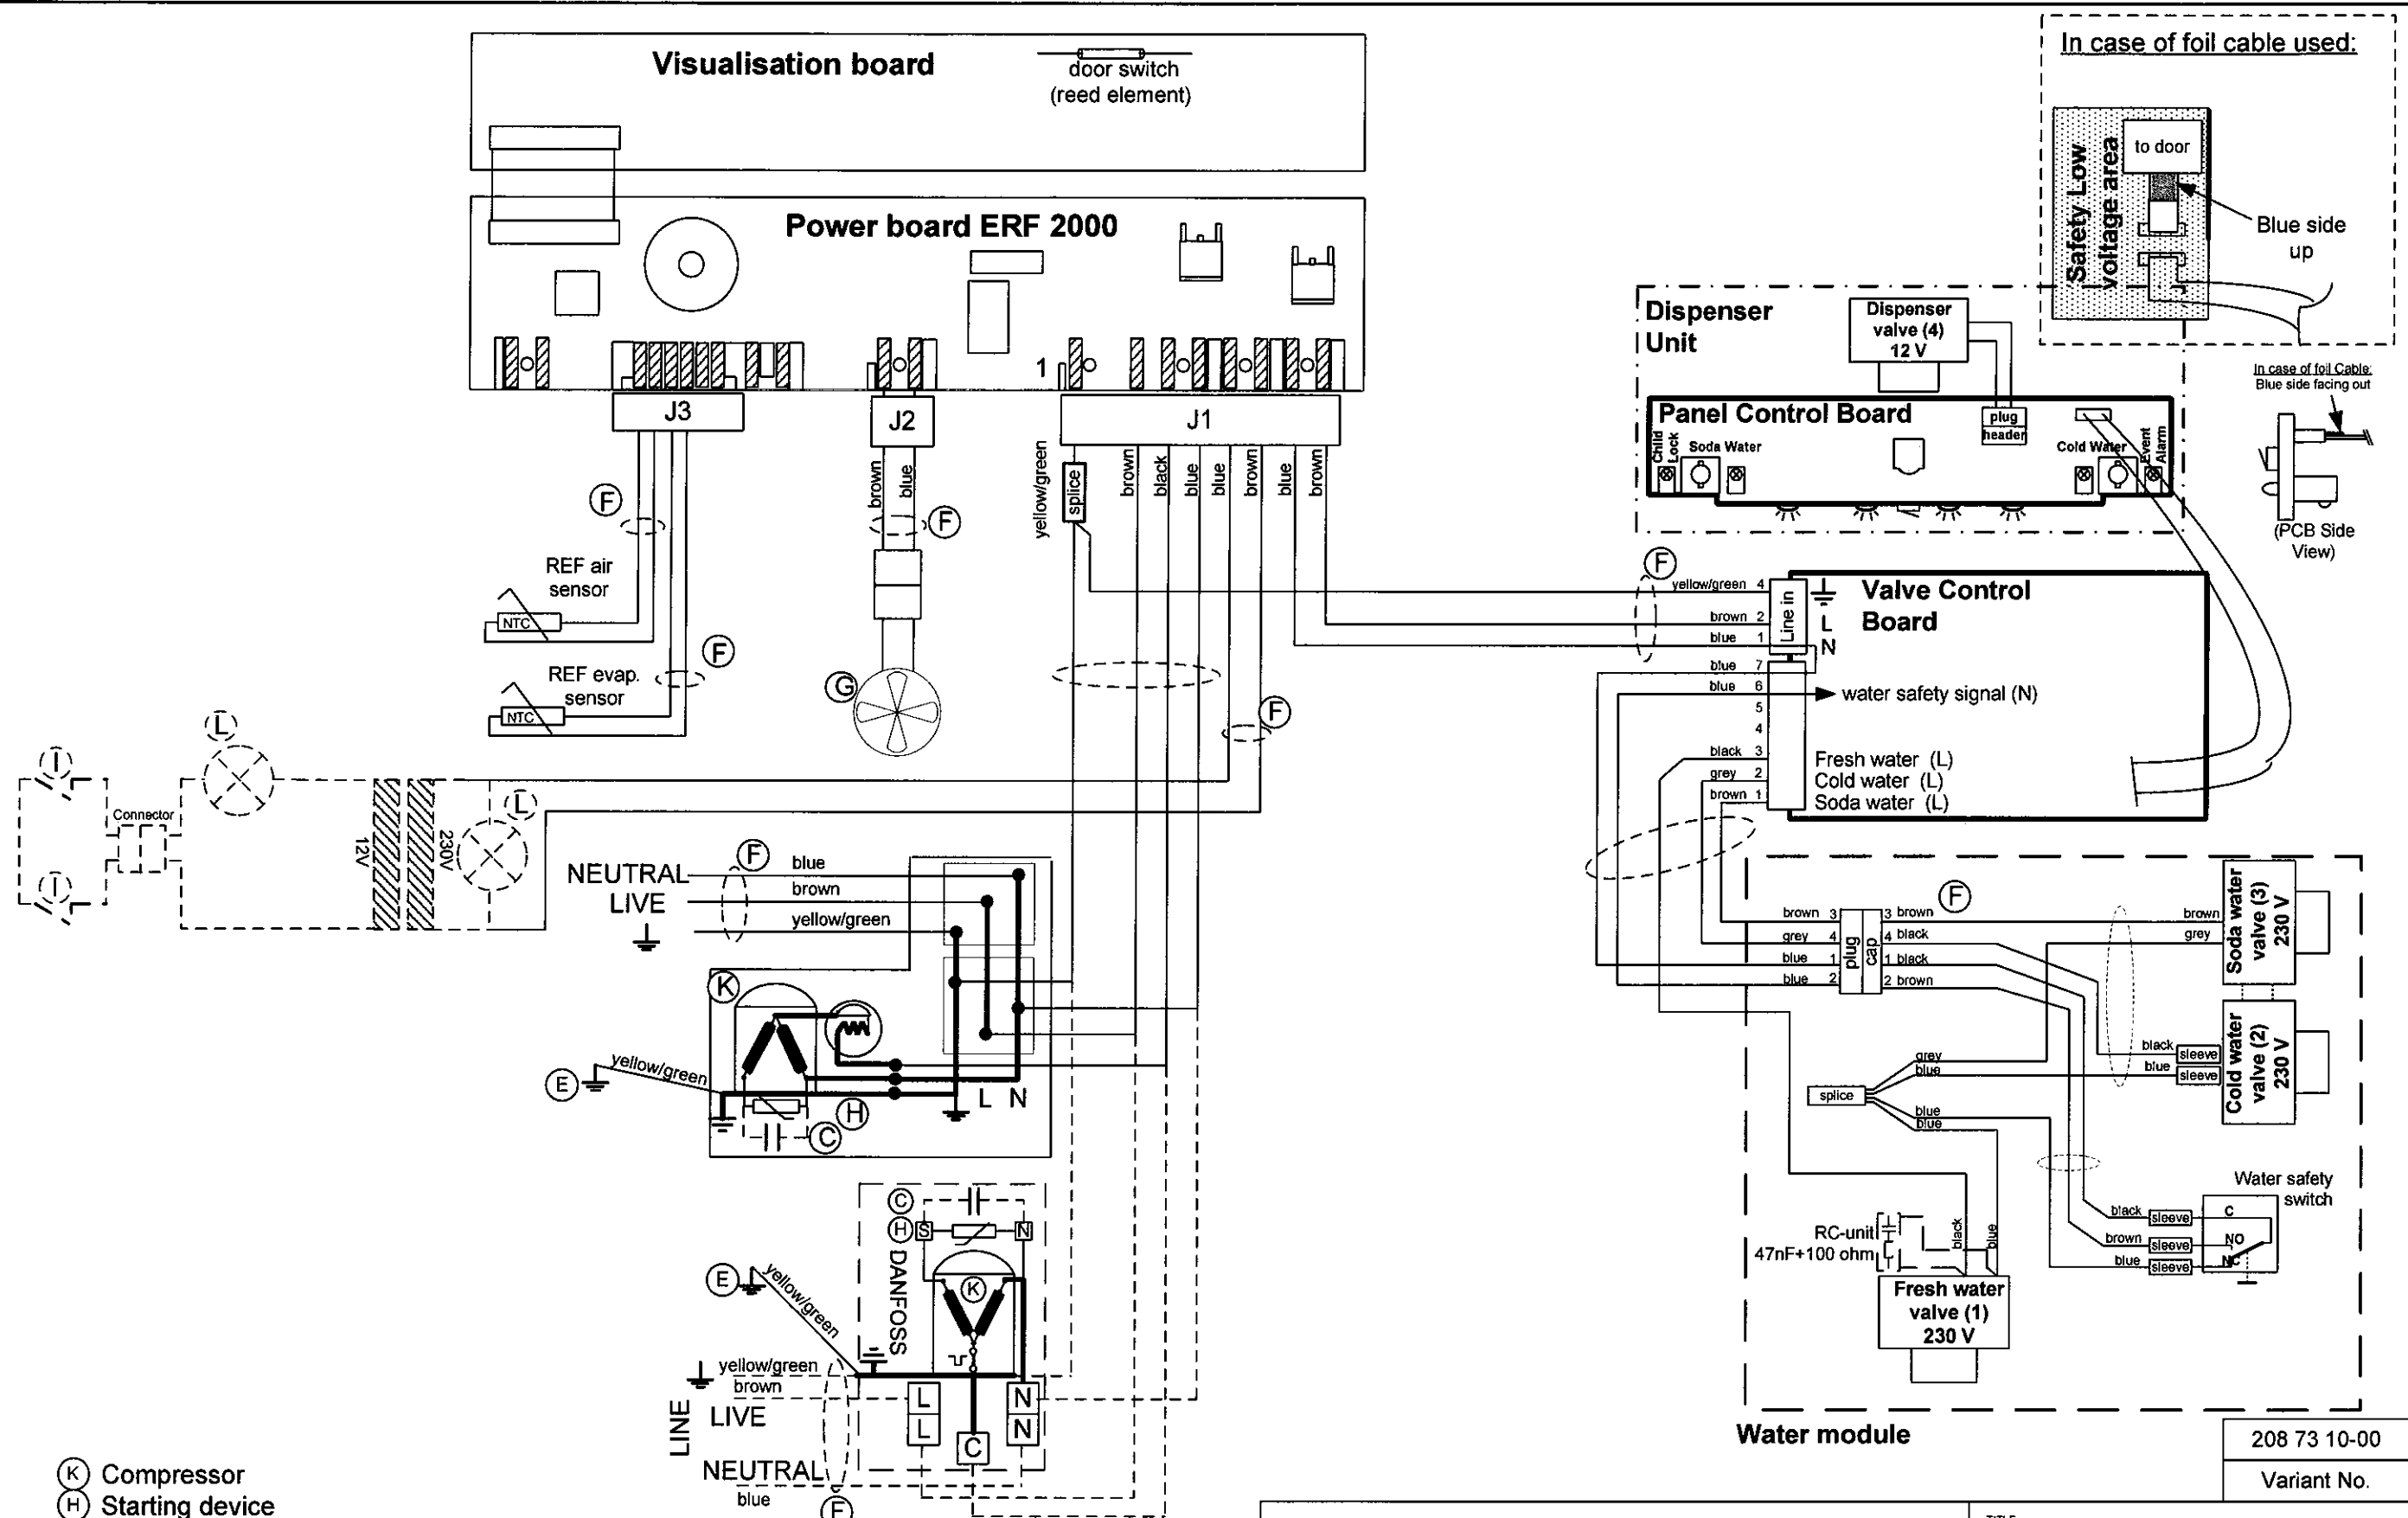 Visualisation board
door switch
(reed element)
In case of foil cable used:
Safety Low
voltage area
to door
Blue side
up
Power board ERF 2000
1
J3
J2
J1
Dispenser
Unit
Dispenser
valve (4)
12 V
In case of foil Cable:
Blue side facing out
(PCB Side
View)
Panel Control Board
plug
header
Child
Lock
Soda Water
Cold Water
Event
Alarm
brown
blue
yellow/green
splice
brown
black
blue
blue
brown
blue
brown
F
F
F
REF air
sensor
NTC
F
REF evap.
sensor
NTC
G
F
yellow/green 4
brown 2
blue 1
Line in
L
N
Valve Control
Board
blue 7
blue 6
5
4
black 3
grey 2
brown 1
water safety signal (N)
Fresh water (L)
Cold water (L)
Soda water (L)
I
I
Connector
L
L
12V
230V
NEUTRAL
LIVE
F
blue
brown
yellow/green
K
E
yellow/green
H
C
L N
F
brown 3
grey 4
blue 1
blue 2
plug
cap
3 brown
4 black
1 black
2 brown
brown
grey
Soda water
valve (3)
230 V
black
blue
sleeve
sleeve
Cold water
valve (2)
230 V
splice
grey
blue
blue
blue
Water safety
switch
black
brown
blue
sleeve
sleeve
sleeve
C
NO
NC
RC-unit
47nF+100 ohm
black
blue
Fresh water
valve (1)
230 V
Water module
C
H
S
N
DANFOSS
K
E
yellow/green
yellow/green
brown
LINE
LIVE
NEUTRAL
blue
F
L
L
C
N
N
K Compressor
H Starting device
208 73 10-00
Variant No.
TITLE